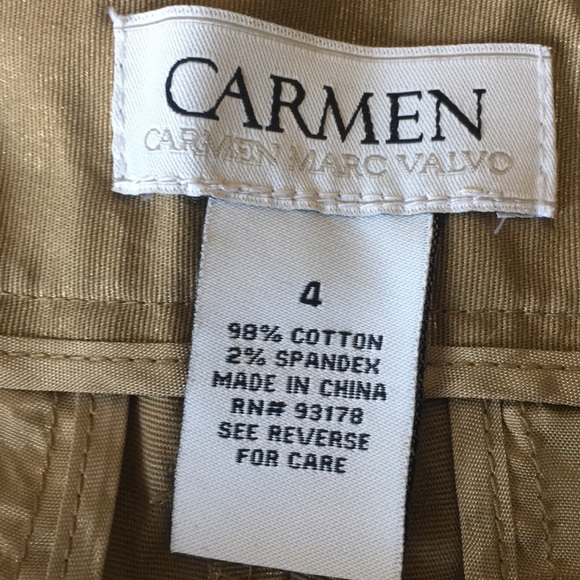 CARMEN
CARMEN MARC VALVO
4
98% COTTON
2% SPANDEX
MADE IN CHINA
RN# 93178
SEE REVERSE
FOR CARE